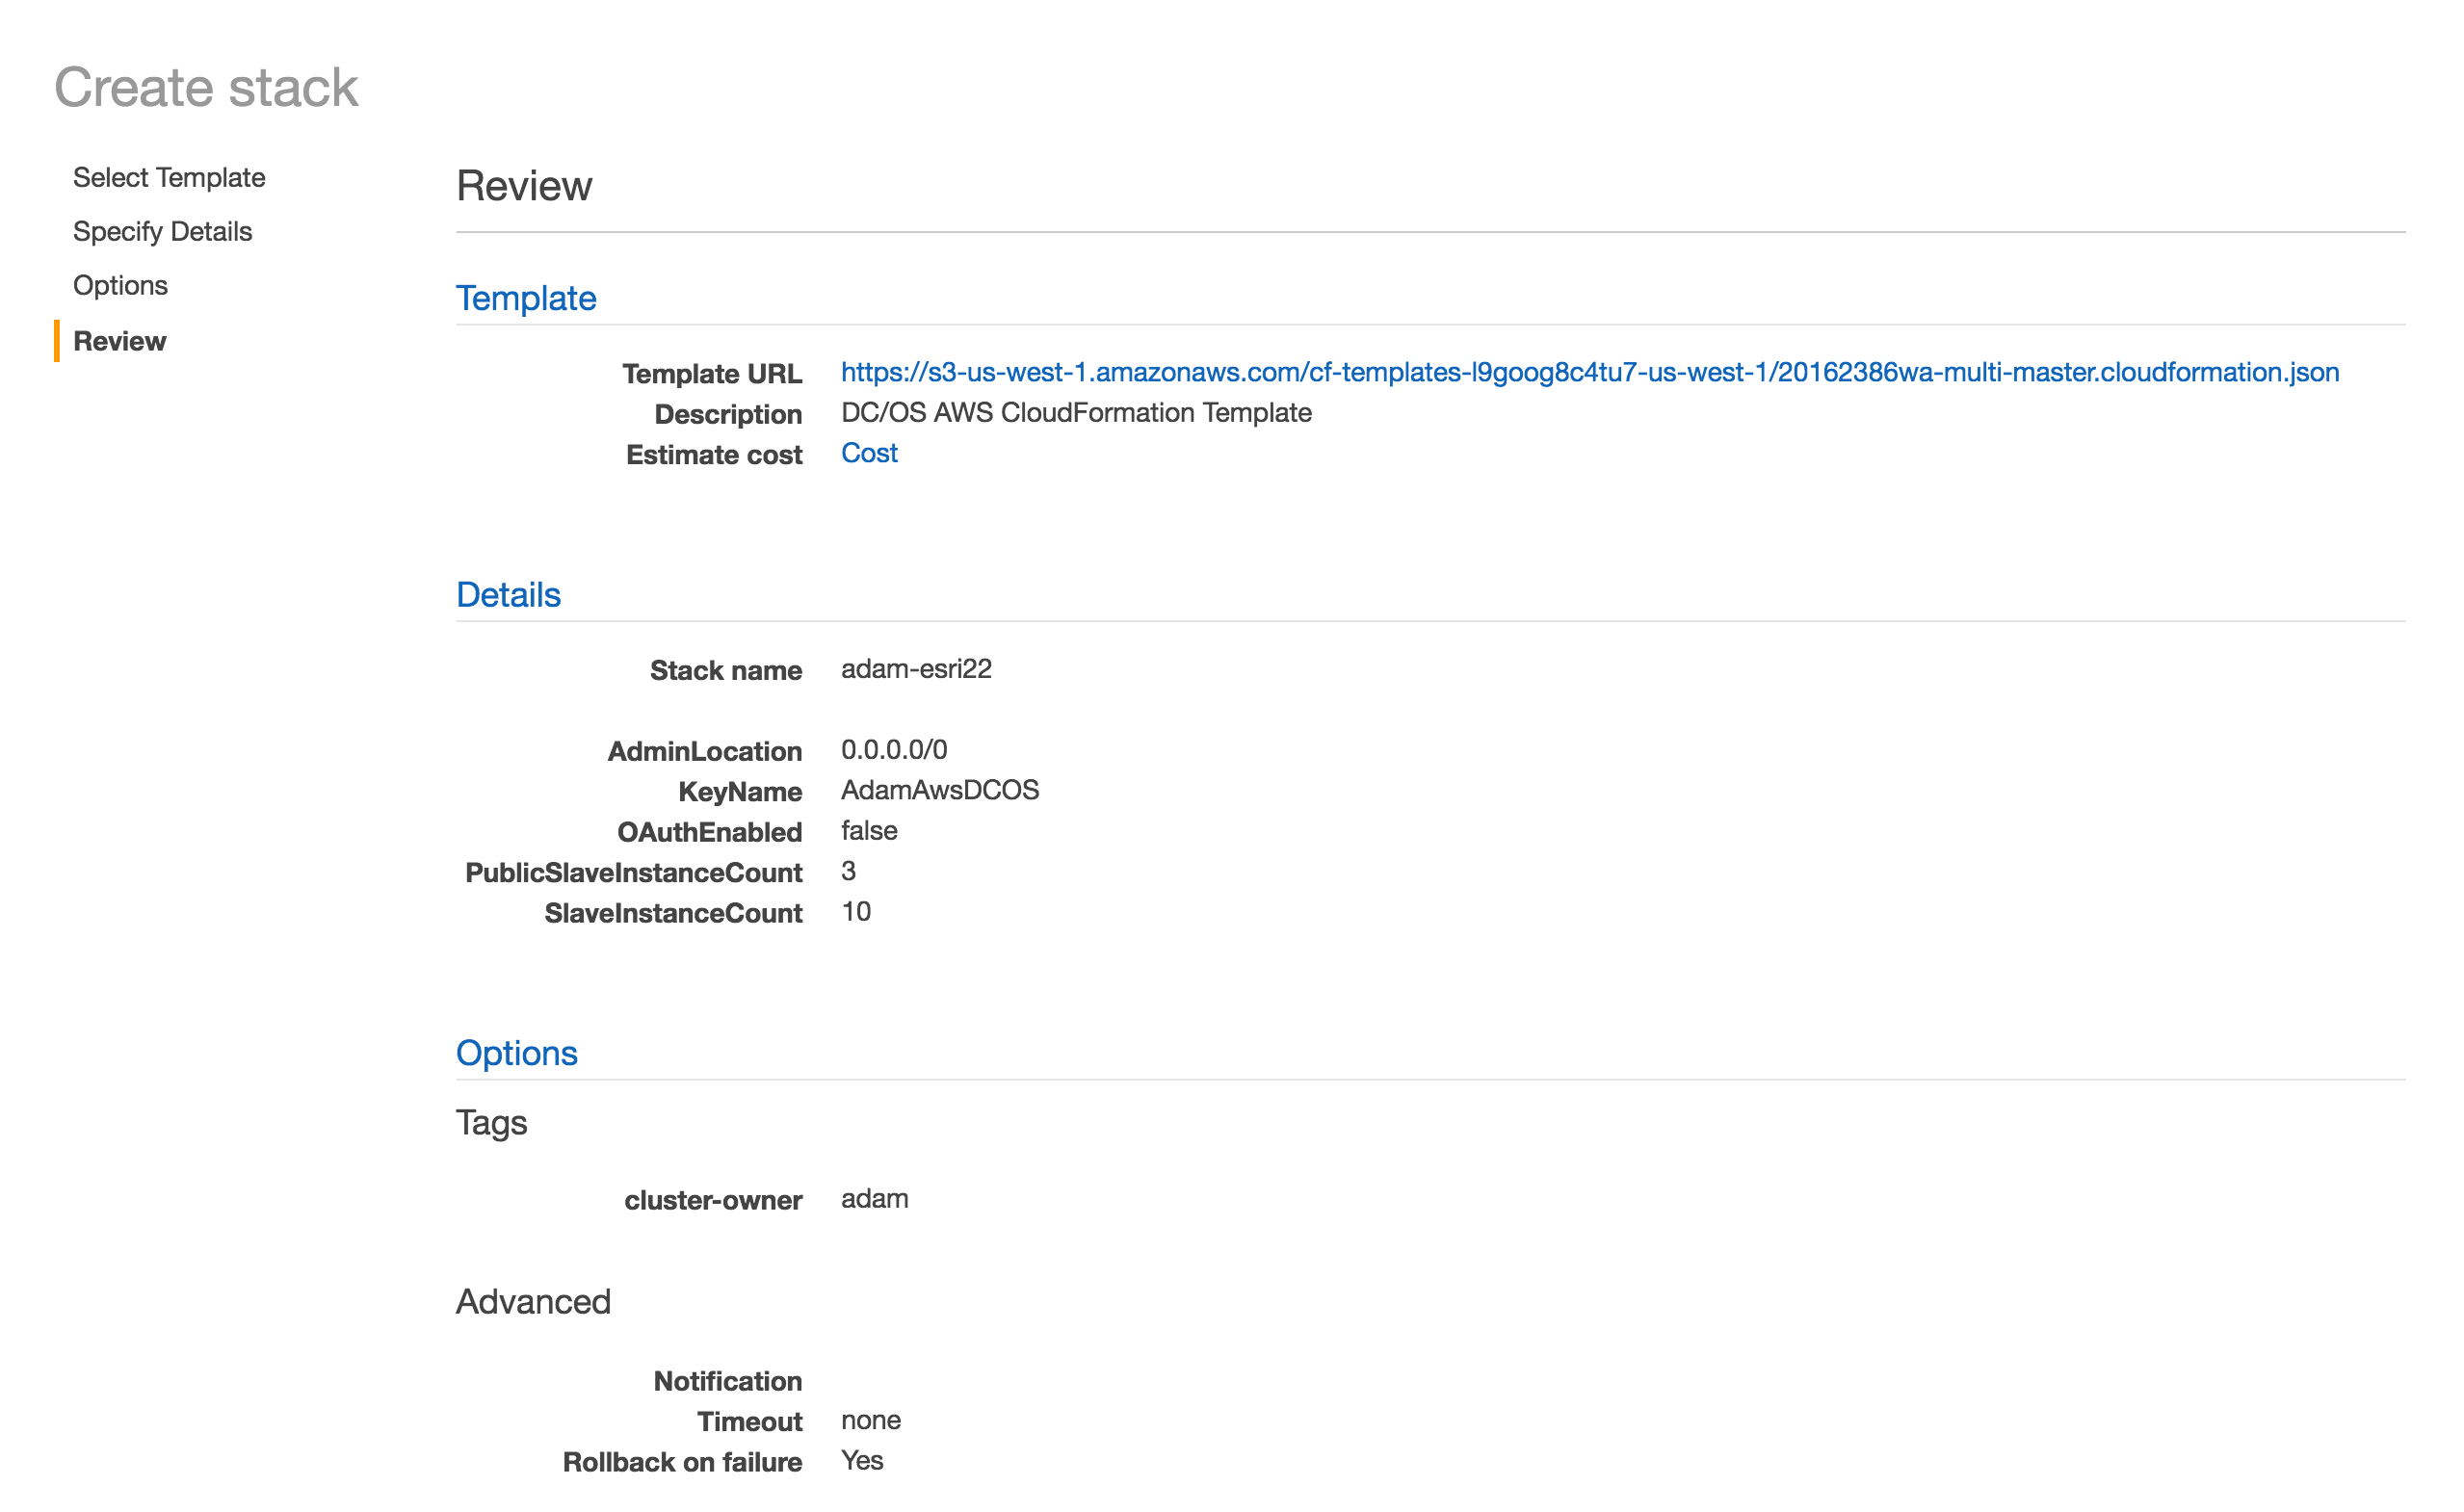 Create stack
Select Template
Specify Details
Options
Review
Review
Template
Template URL https://s3-us-west-1.amazonaws.com/cf-templates-l9goog8c4tu7-us-west-1/20162386wa-multi-master.cloudformation.json
Description DC/OS AWS CloudFormation Template
Estimate cost Cost
Details
Stack name adam-esri22
AdminLocation 0.0.0.0/0
KeyName AdamAwsDCOS
OAuthEnabled false
PublicSlaveInstanceCount 3
SlaveInstanceCount 10
Options
Tags
cluster-owner adam
Advanced
Notification
Timeout none
Rollback on failure Yes